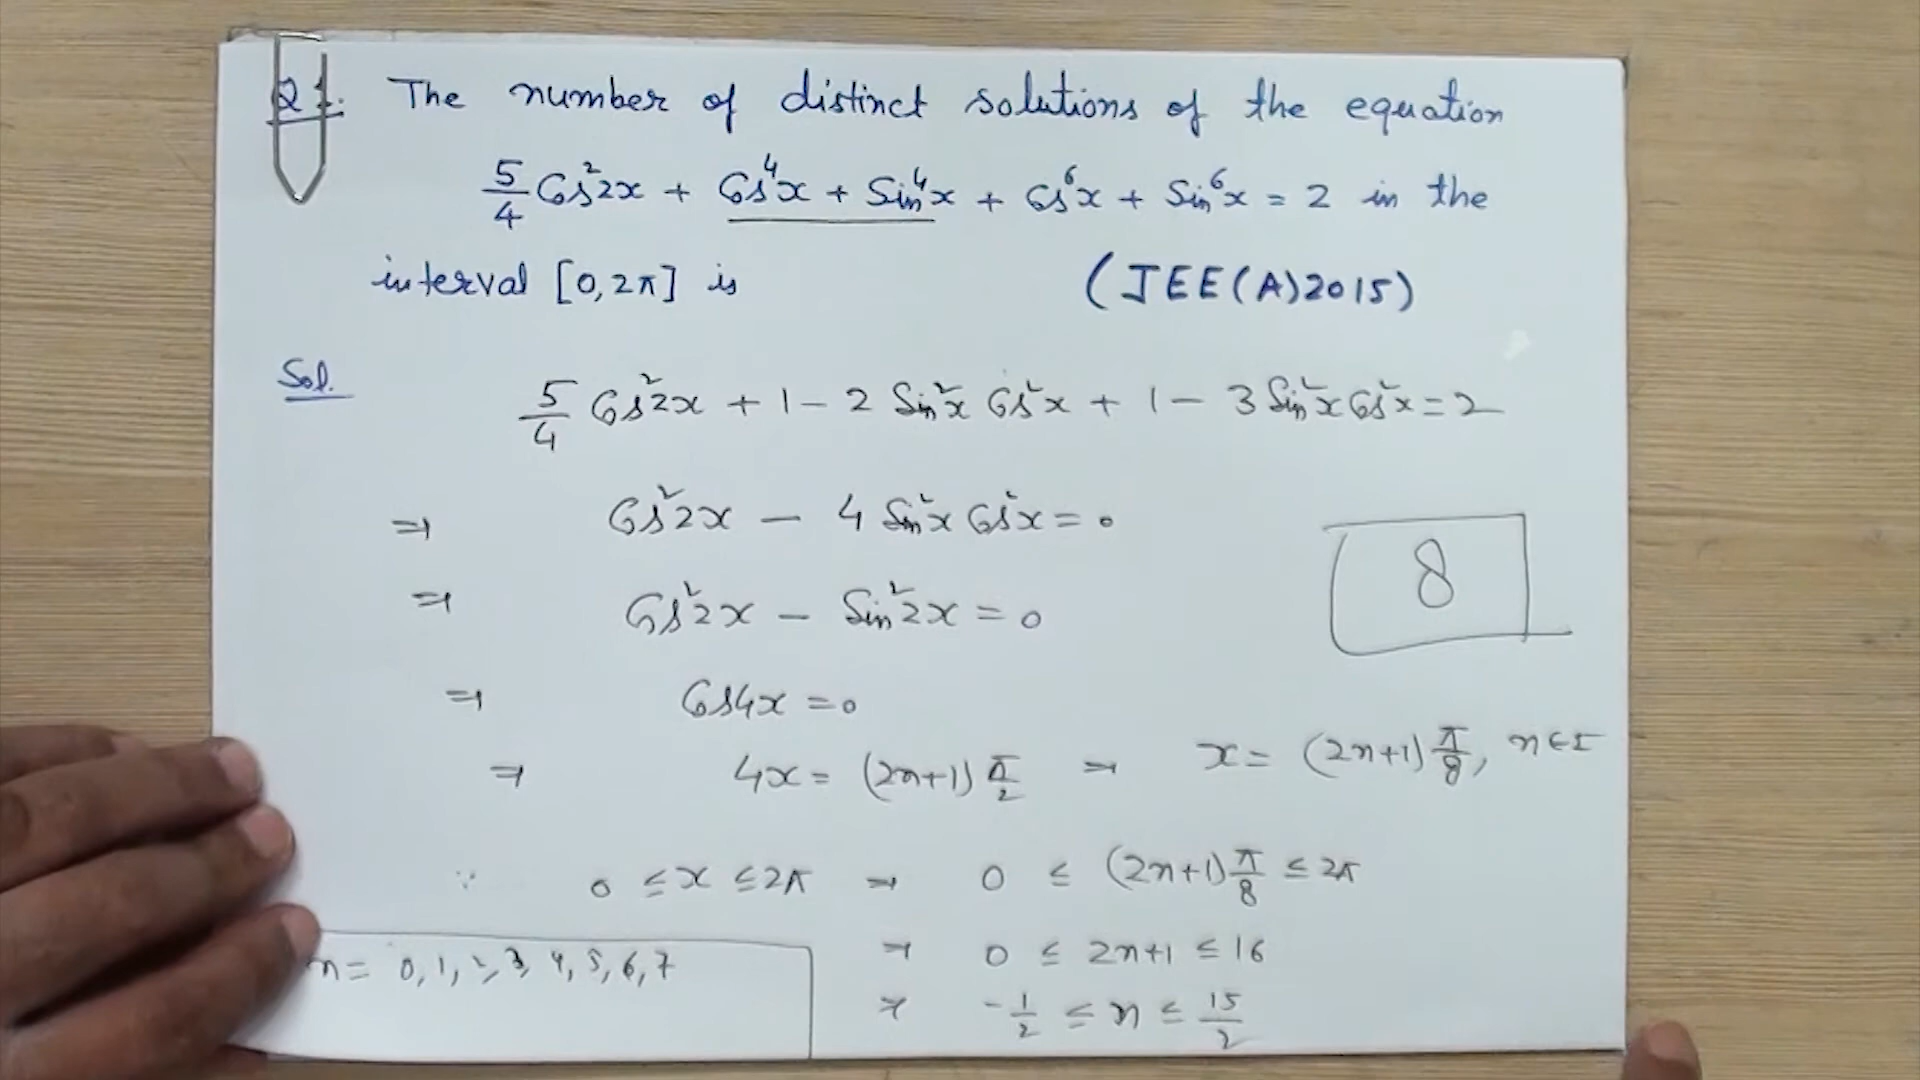 Q1. The number of distinct solutions of the equation
5/4 Cos²2x + Cos⁴x + Sin⁴x + Cos⁶x + Sin⁶x = 2 in the
interval [0,2π] is (JEE(A)2015)
Sol. 5/4 Cos²2x + 1 - 2 Sin²x Cos²x + 1 - 3 Sin²x Cos²x = 2
⇒ Cos²2x - 4 Sin²x Cos²x = 0
8
⇒ Cos²2x - Sin²2x = 0
⇒ Cos4x = 0
⇒ 4x = (2n+1) π/2 ⇒ x = (2n+1) π/8, n∈I
∵ 0 ≤ x ≤ 2π ⇒ 0 ≤ (2n+1) π/8 ≤ 2π
⇒ 0 ≤ 2n+1 ≤ 16
n = 0, 1, 2, 3, 4, 5, 6, 7
⇒ -1/2 ≤ n ≤ 15/2